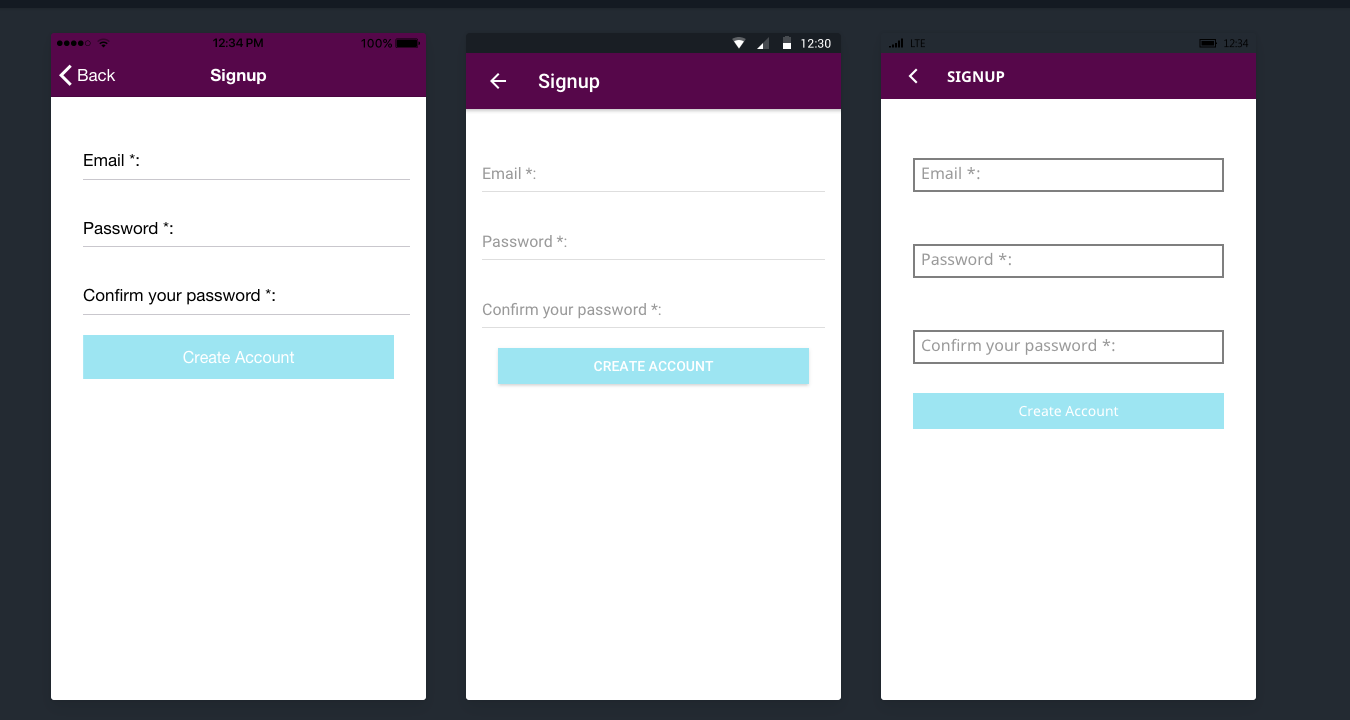 12:34 PM 100%
Back Signup
Email *:
Password *:
Confirm your password *:
Create Account
12:30
Signup
Email *:
Password *:
Confirm your password *:
CREATE ACCOUNT
LTE 12:34
SIGNUP
Email *:
Password *:
Confirm your password *:
Create Account